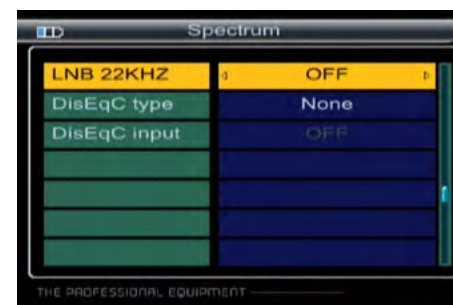 Spectrum
LNB 22KHZ OFF
DisEqC type None
DisEqC input OFF
THE PROFESSIONAL EQUIPMENT